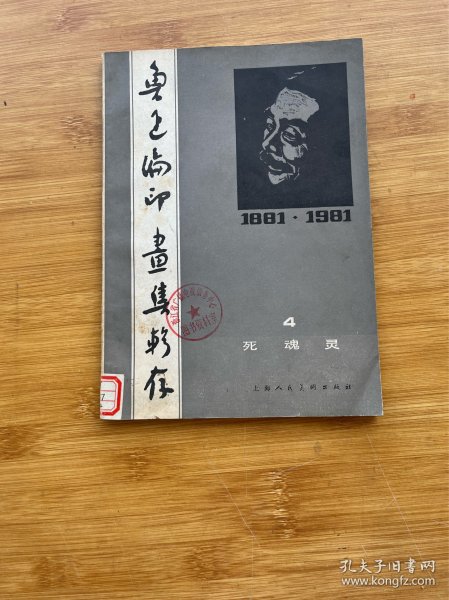 鲁迅编印画集辑存
1881·1981
4
死魂灵
上海人民美术出版社
7
孔夫子旧书网
www.kongfz.com